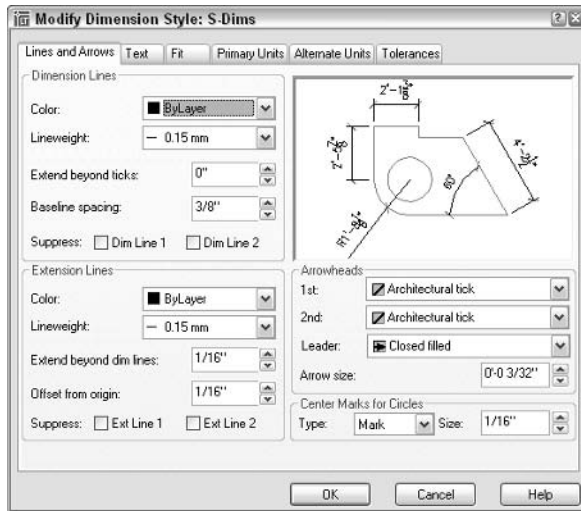 Modify Dimension Style: S-Dims
Lines and Arrows Text Fit Primary Units Alternate Units Tolerances
Dimension Lines
Color: ByLayer
Lineweight: 0.15 mm
Extend beyond ticks: 0"
Baseline spacing: 3/8"
Suppress: Dim Line 1 Dim Line 2
Extension Lines
Color: ByLayer
Lineweight: 0.15 mm
Extend beyond dim lines: 1/16"
Offset from origin: 1/16"
Suppress: Ext Line 1 Ext Line 2
60°
Arrowheads
1st: Architectural tick
2nd: Architectural tick
Leader: Closed filled
Arrow size: 0'-0 3/32"
Center Marks for Circles
Type: Mark Size: 1/16"
OK Cancel Help